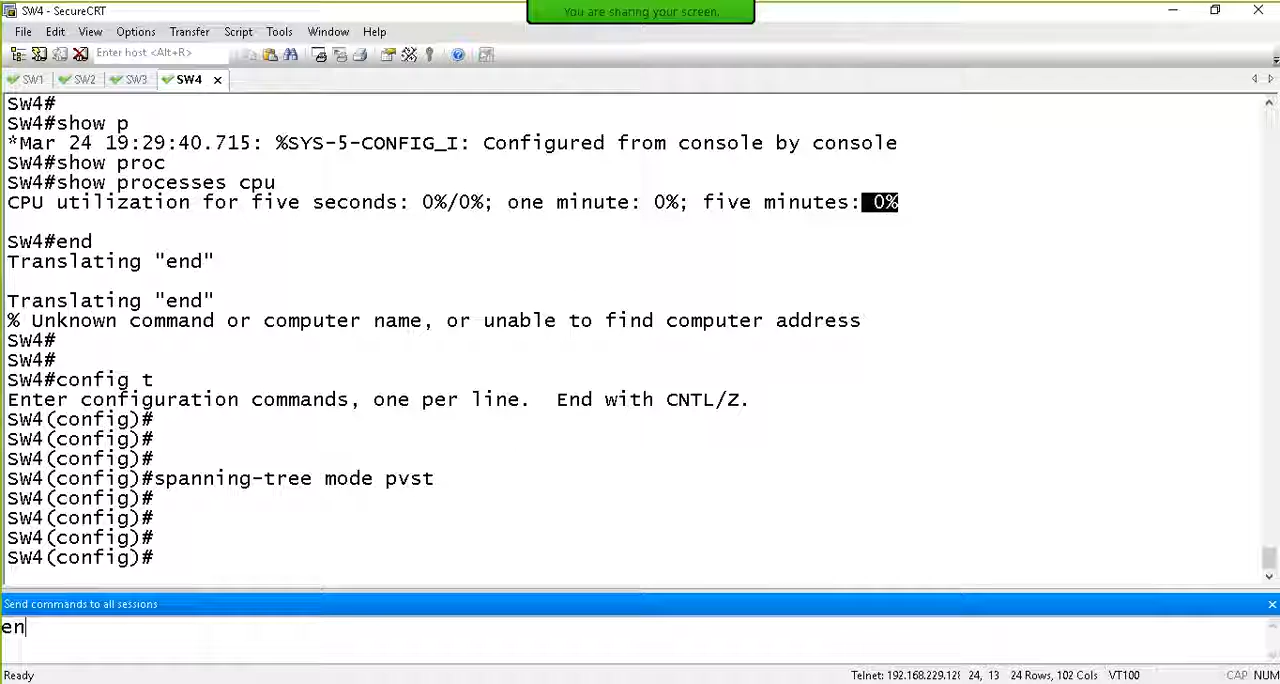 SW4 - SecureCRT
You are sharing your screen.
File Edit View Options Transfer Script Tools Window Help
Enter host <Alt+R>
SW1 SW2 SW3 SW4
SW4#
SW4#show p
*Mar 24 19:29:40.715: %SYS-5-CONFIG_I: Configured from console by console
SW4#show proc
SW4#show processes cpu
CPU utilization for five seconds: 0%/0%; one minute: 0%; five minutes: 0%
SW4#end
Translating "end"
Translating "end"
% Unknown command or computer name, or unable to find computer address
SW4#
SW4#
SW4#config t
Enter configuration commands, one per line.  End with CNTL/Z.
SW4(config)#
SW4(config)#
SW4(config)#
SW4(config)#spanning-tree mode pvst
SW4(config)#
SW4(config)#
SW4(config)#
SW4(config)#
Send commands to all sessions
en
Ready Telnet: 192.168.229.128 24, 13 24 Rows, 102 Cols VT100 CAP NUM